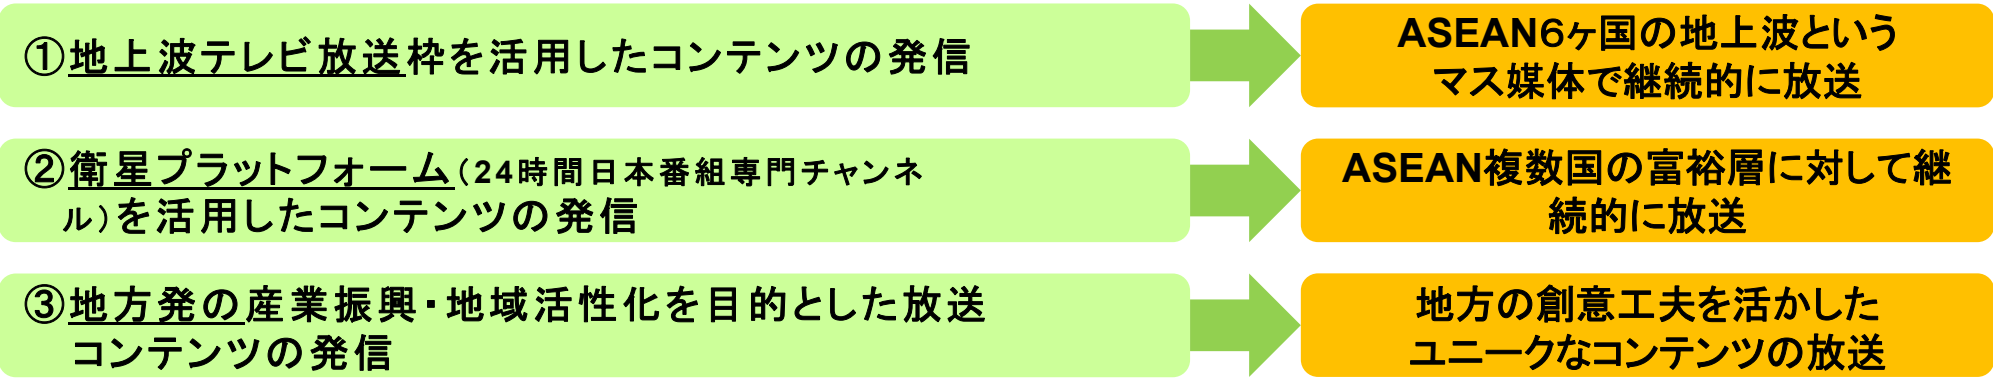 ①地上波テレビ放送枠を活用したコンテンツの発信
ASEAN6ヶ国の地上波という
マス媒体で継続的に放送
②衛星プラットフォーム（24時間日本番組専門チャンネ
ル）を活用したコンテンツの発信
ASEAN複数国の富裕層に対して継
続的に放送
③地方発の産業振興・地域活性化を目的とした放送
コンテンツの発信
地方の創意工夫を活かした
ユニークなコンテンツの放送